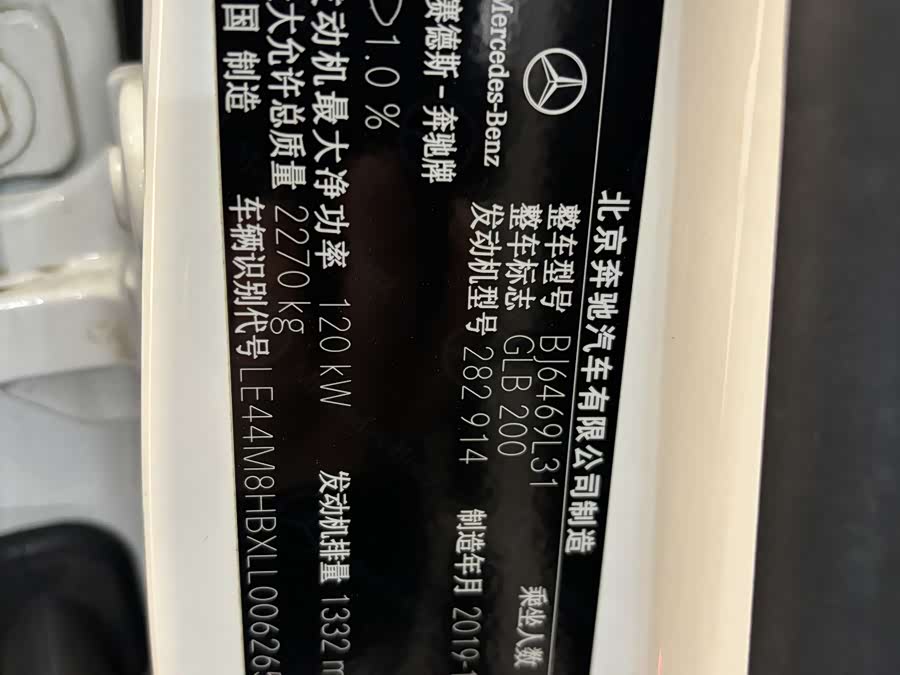 北京奔驰汽车有限公司制造
Mercedes-Benz
整车型号 BJ6469L31
整车标志 GLB 200
乘坐人数
赛德斯-奔驰牌
发动机型号 282 914
制造年月 2019-1
1.0 %
发动机最大净功率 120 kW
发动机排量 1332 m
大允许总质量 2270 kg
国 制造
车辆识别代号 LE44M8HBXLL006265